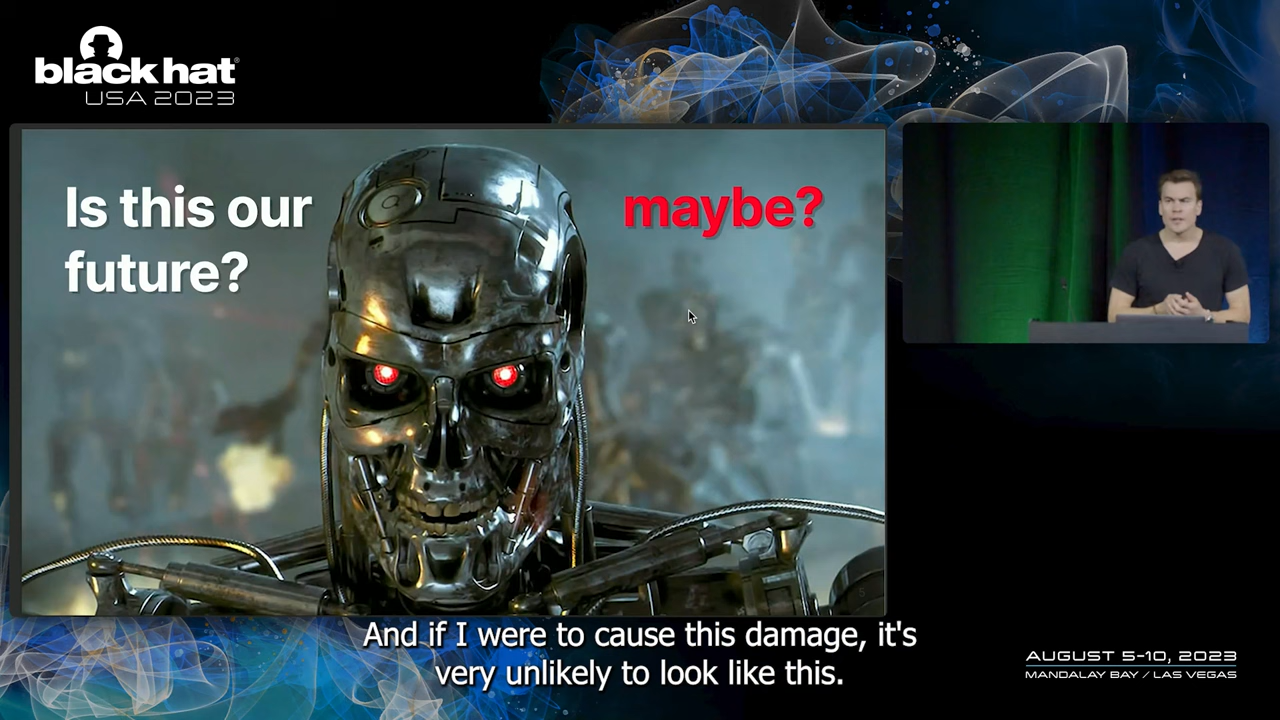 black hat®
USA 2023
Is this our
future?
maybe?
And if I were to cause this damage, it's
very unlikely to look like this.
AUGUST 5-10, 2023
MANDALAY BAY / LAS VEGAS